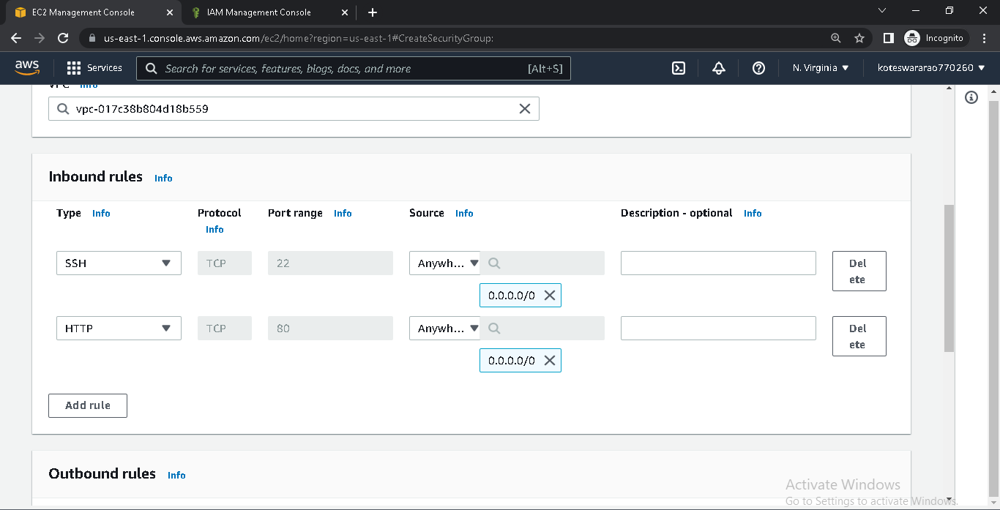 EC2 Management Console
IAM Management Console
us-east-1.console.aws.amazon.com/ec2/home?region=us-east-1#CreateSecurityGroup:
Incognito
aws
Services
Search for services, features, blogs, docs, and more
[Alt+S]
N. Virginia
koteswararao770260
VPC Info
vpc-017c38b804d18b559
Inbound rules Info
Type Info
Protocol Info
Port range Info
Source Info
Description - optional Info
SSH
TCP
22
Anywh...
0.0.0.0/0
Del
ete
HTTP
TCP
80
Anywh...
0.0.0.0/0
Del
ete
Add rule
Outbound rules Info
Activate Windows
Go to Settings to activate Windows.